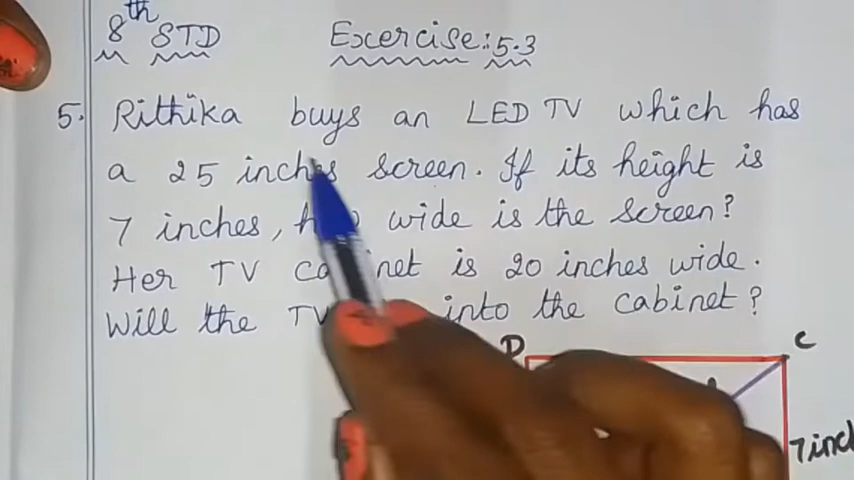 8th STD Exercise: 5.3
5. Rithika buys an LED TV which has
a 25 inches screen. If its height is
7 inches, wide is the screen?
Her TV is 20 inches wide.
Will the TV into the cabinet?
D C
7 inch